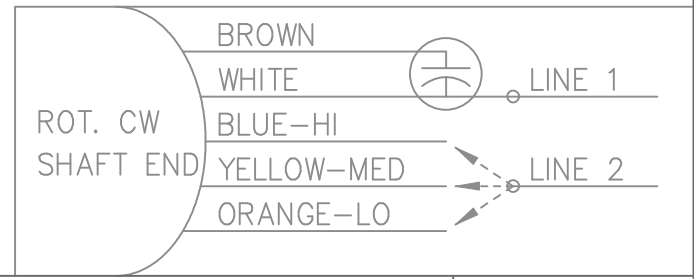 BROWN
WHITE
LINE 1
ROT. CW
SHAFT END
BLUE-HI
YELLOW-MED
LINE 2
ORANGE-LO